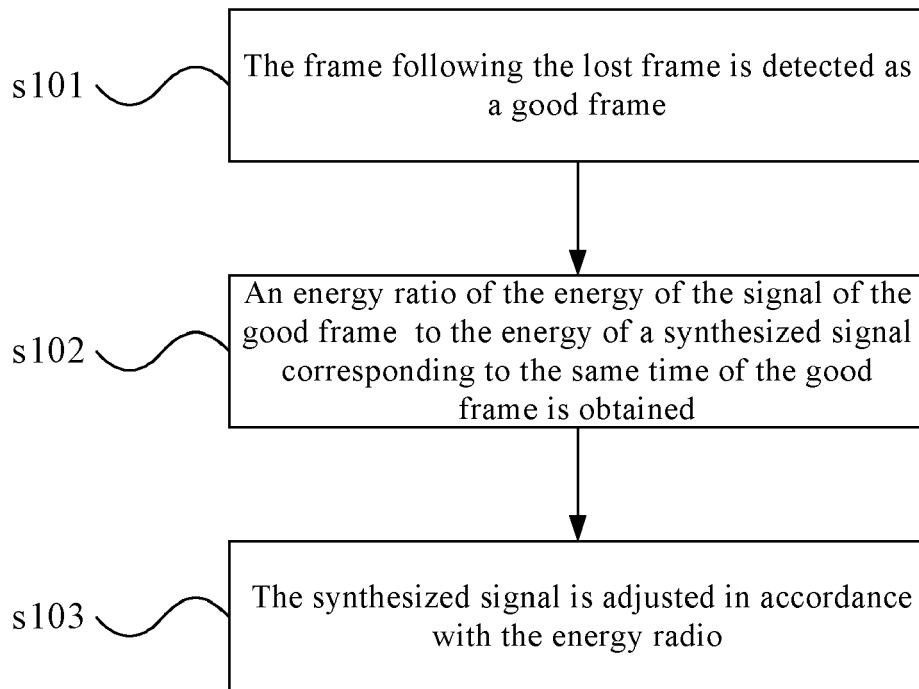 s101
The frame following the lost frame is detected as
a good frame
s102
An energy ratio of the energy of the signal of the
good frame to the energy of a synthesized signal
corresponding to the same time of the good
frame is obtained
s103
The synthesized signal is adjusted in accordance
with the energy radio